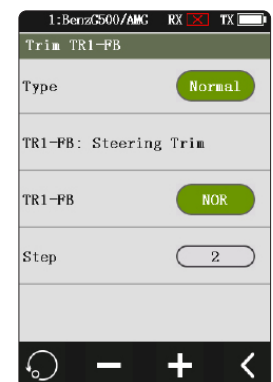 1:BenzG500/AMG RX TX
Trim TR1-FB
Type Normal
TR1-FB: Steering Trim
TR1-FB NOR
Step 2